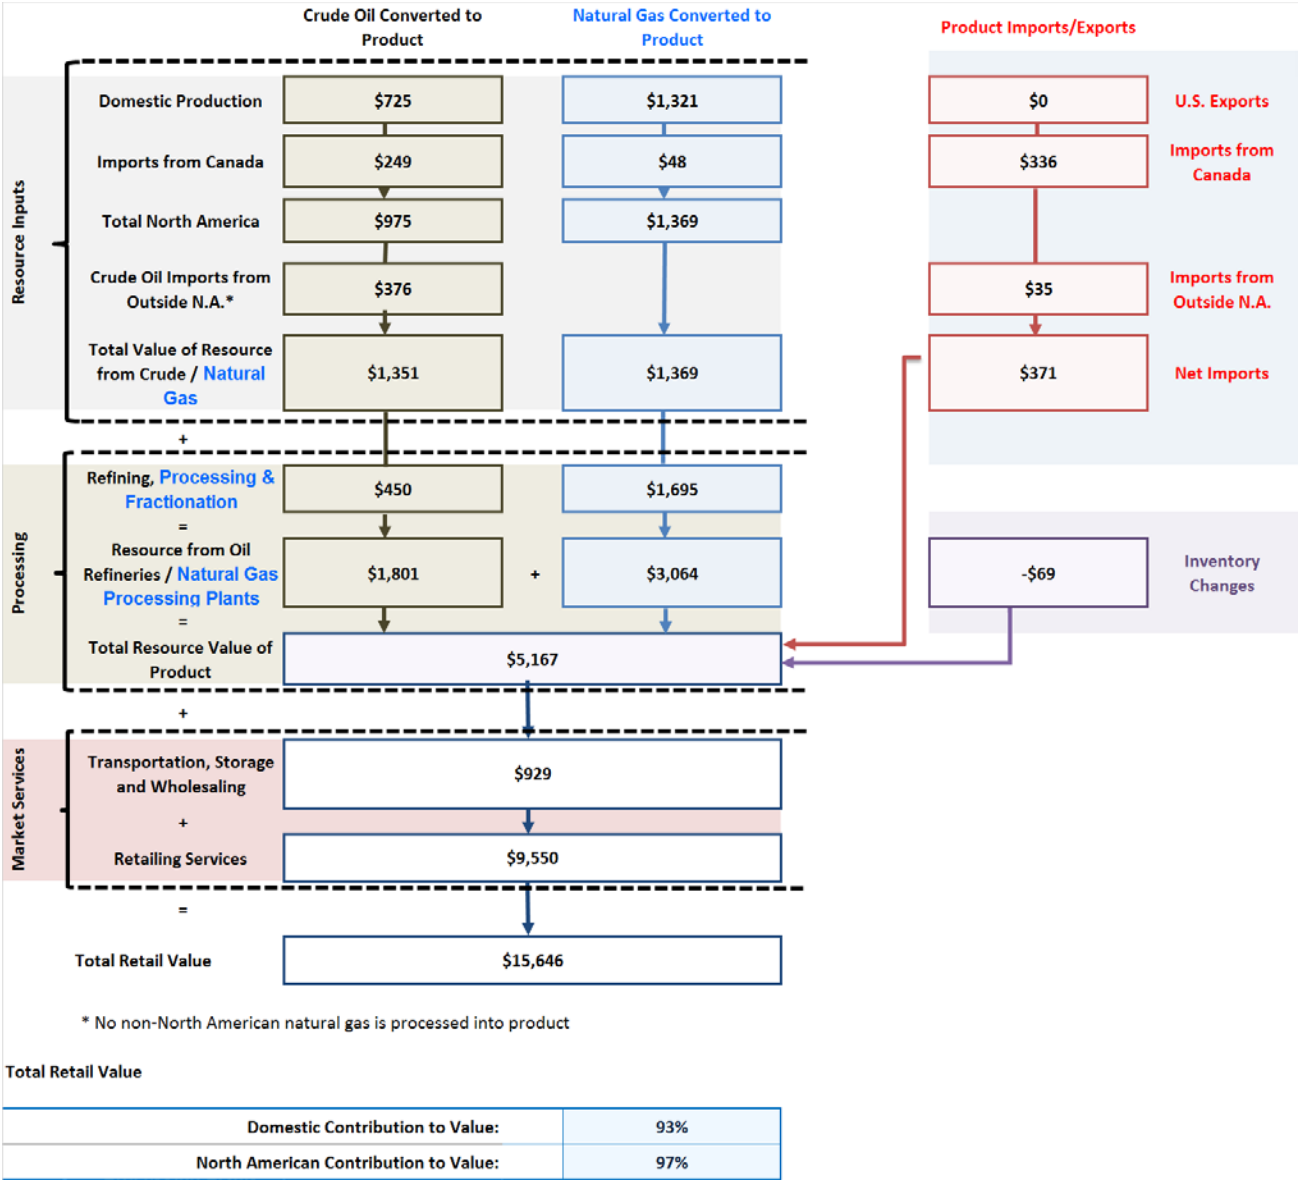 Crude Oil Converted to
Product
Natural Gas Converted to
Product
Product Imports/Exports
Resource Inputs
Domestic Production
$725
$1,321
$0
U.S. Exports
Imports from Canada
$249
$48
$336
Imports from
Canada
Total North America
$975
$1,369
Crude Oil Imports from
Outside N.A.*
$376
$35
Imports from
Outside N.A.
Total Value of Resource
from Crude / Natural
Gas
$1,351
$1,369
$371
Net Imports
+
Processing
Refining, Processing &
Fractionation
$450
$1,695
=
Resource from Oil
Refineries / Natural Gas
Processing Plants
$1,801
+
$3,064
-$69
Inventory
Changes
=
Total Resource Value of
Product
$5,167
+
Market Services
Transportation, Storage
and Wholesaling
$929
+
Retailing Services
$9,550
=
Total Retail Value
$15,646
* No non-North American natural gas is processed into product
Total Retail Value
Domestic Contribution to Value:
93%
North American Contribution to Value:
97%